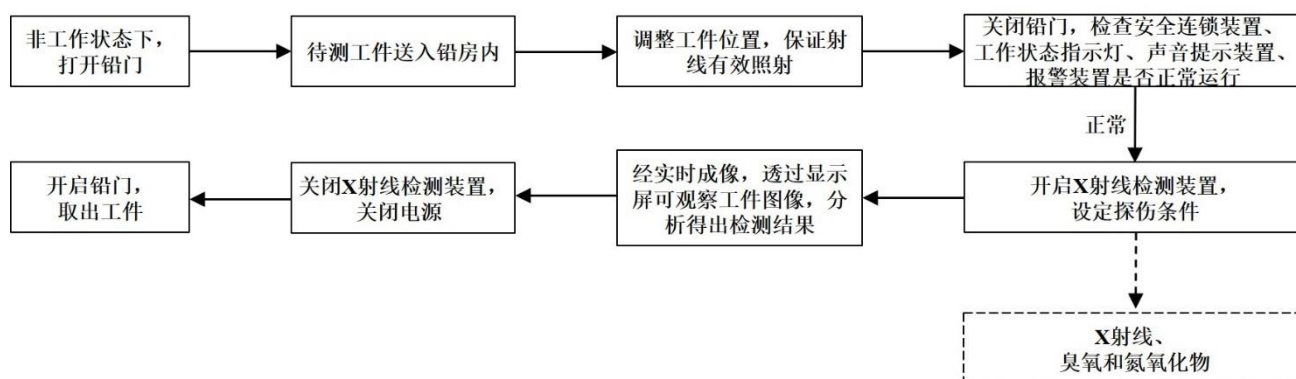 非工作状态下，
打开铅门
待测工件送入铅房内
调整工件位置，保证射
线有效照射
关闭铅门，检查安全连锁装置、
工作状态指示灯、声音提示装置、
报警装置是否正常运行
正常
开启X射线检测装置，
设定探伤条件
经实时成像，透过显示
屏可观察工件图像，分
析得出检测结果
关闭X射线检测装置，
关闭电源
开启铅门，
取出工件
X射线、
臭氧和氮氧化物